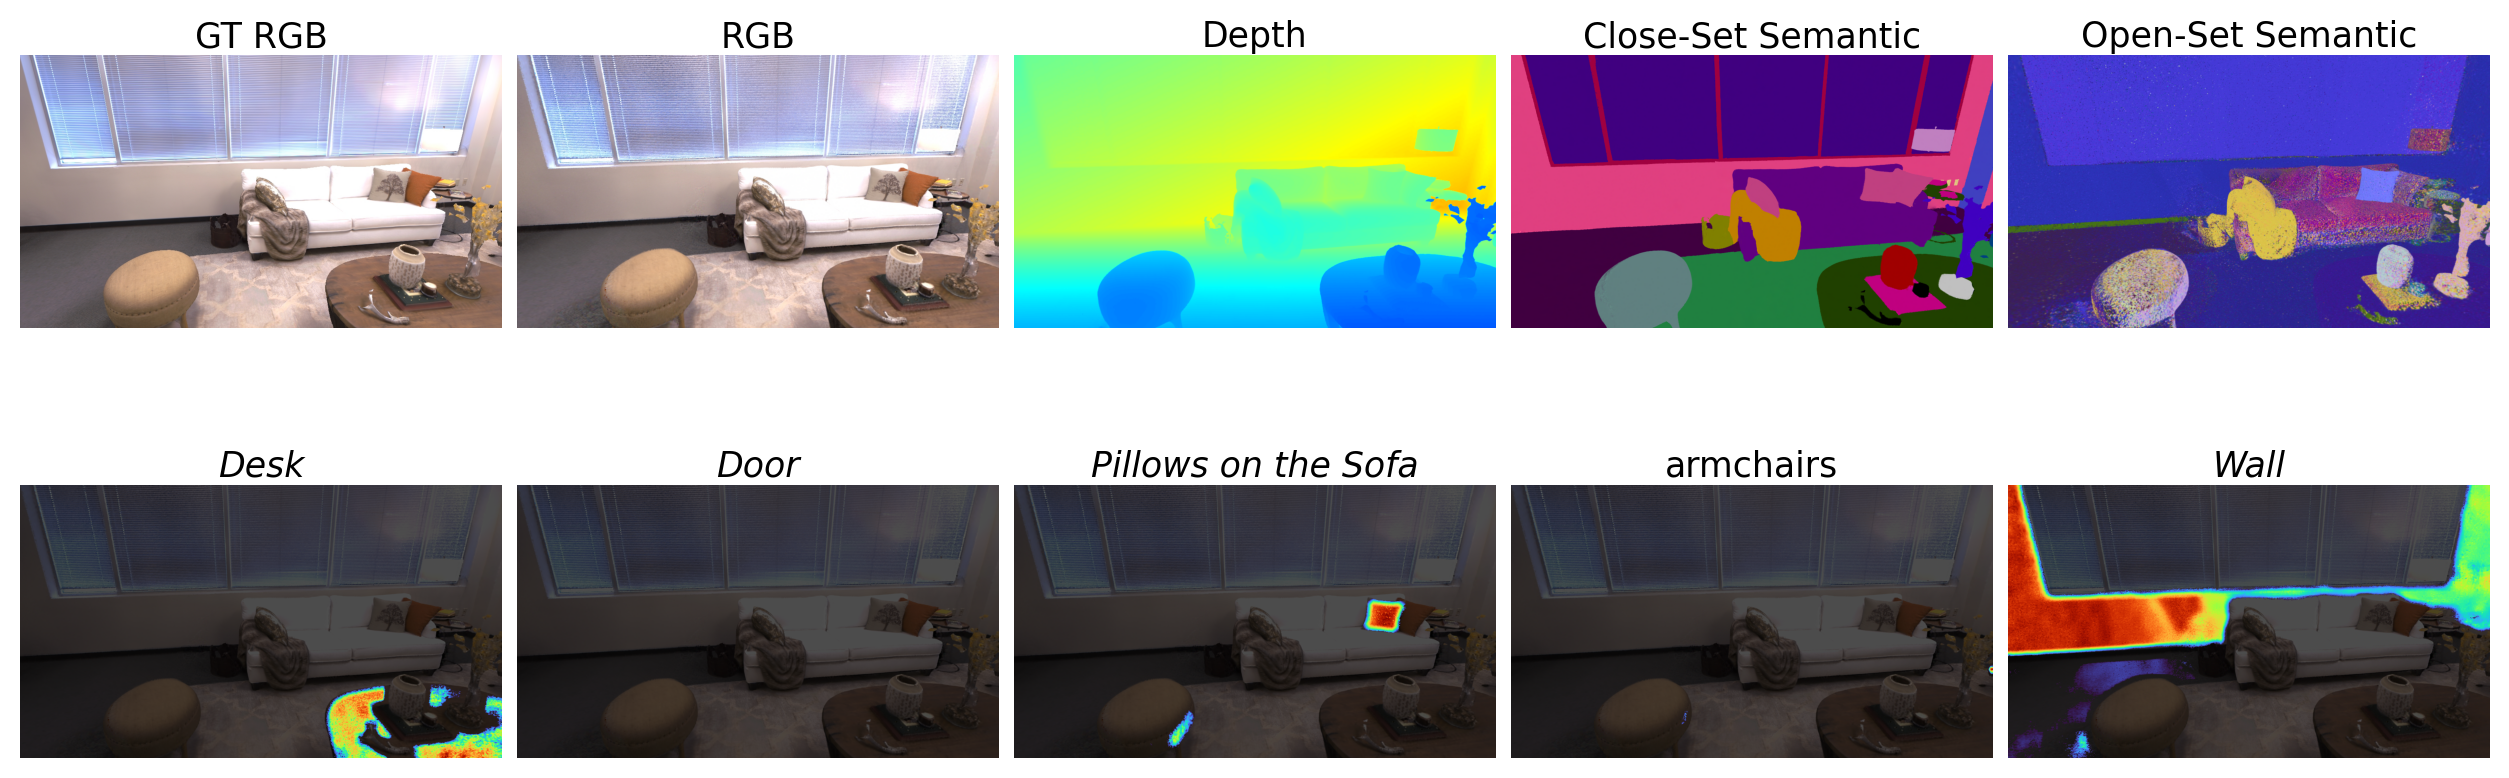 GT RGB
RGB
Depth
Close-Set Semantic
Open-Set Semantic
Desk
Door
Pillows on the Sofa
armchairs
Wall